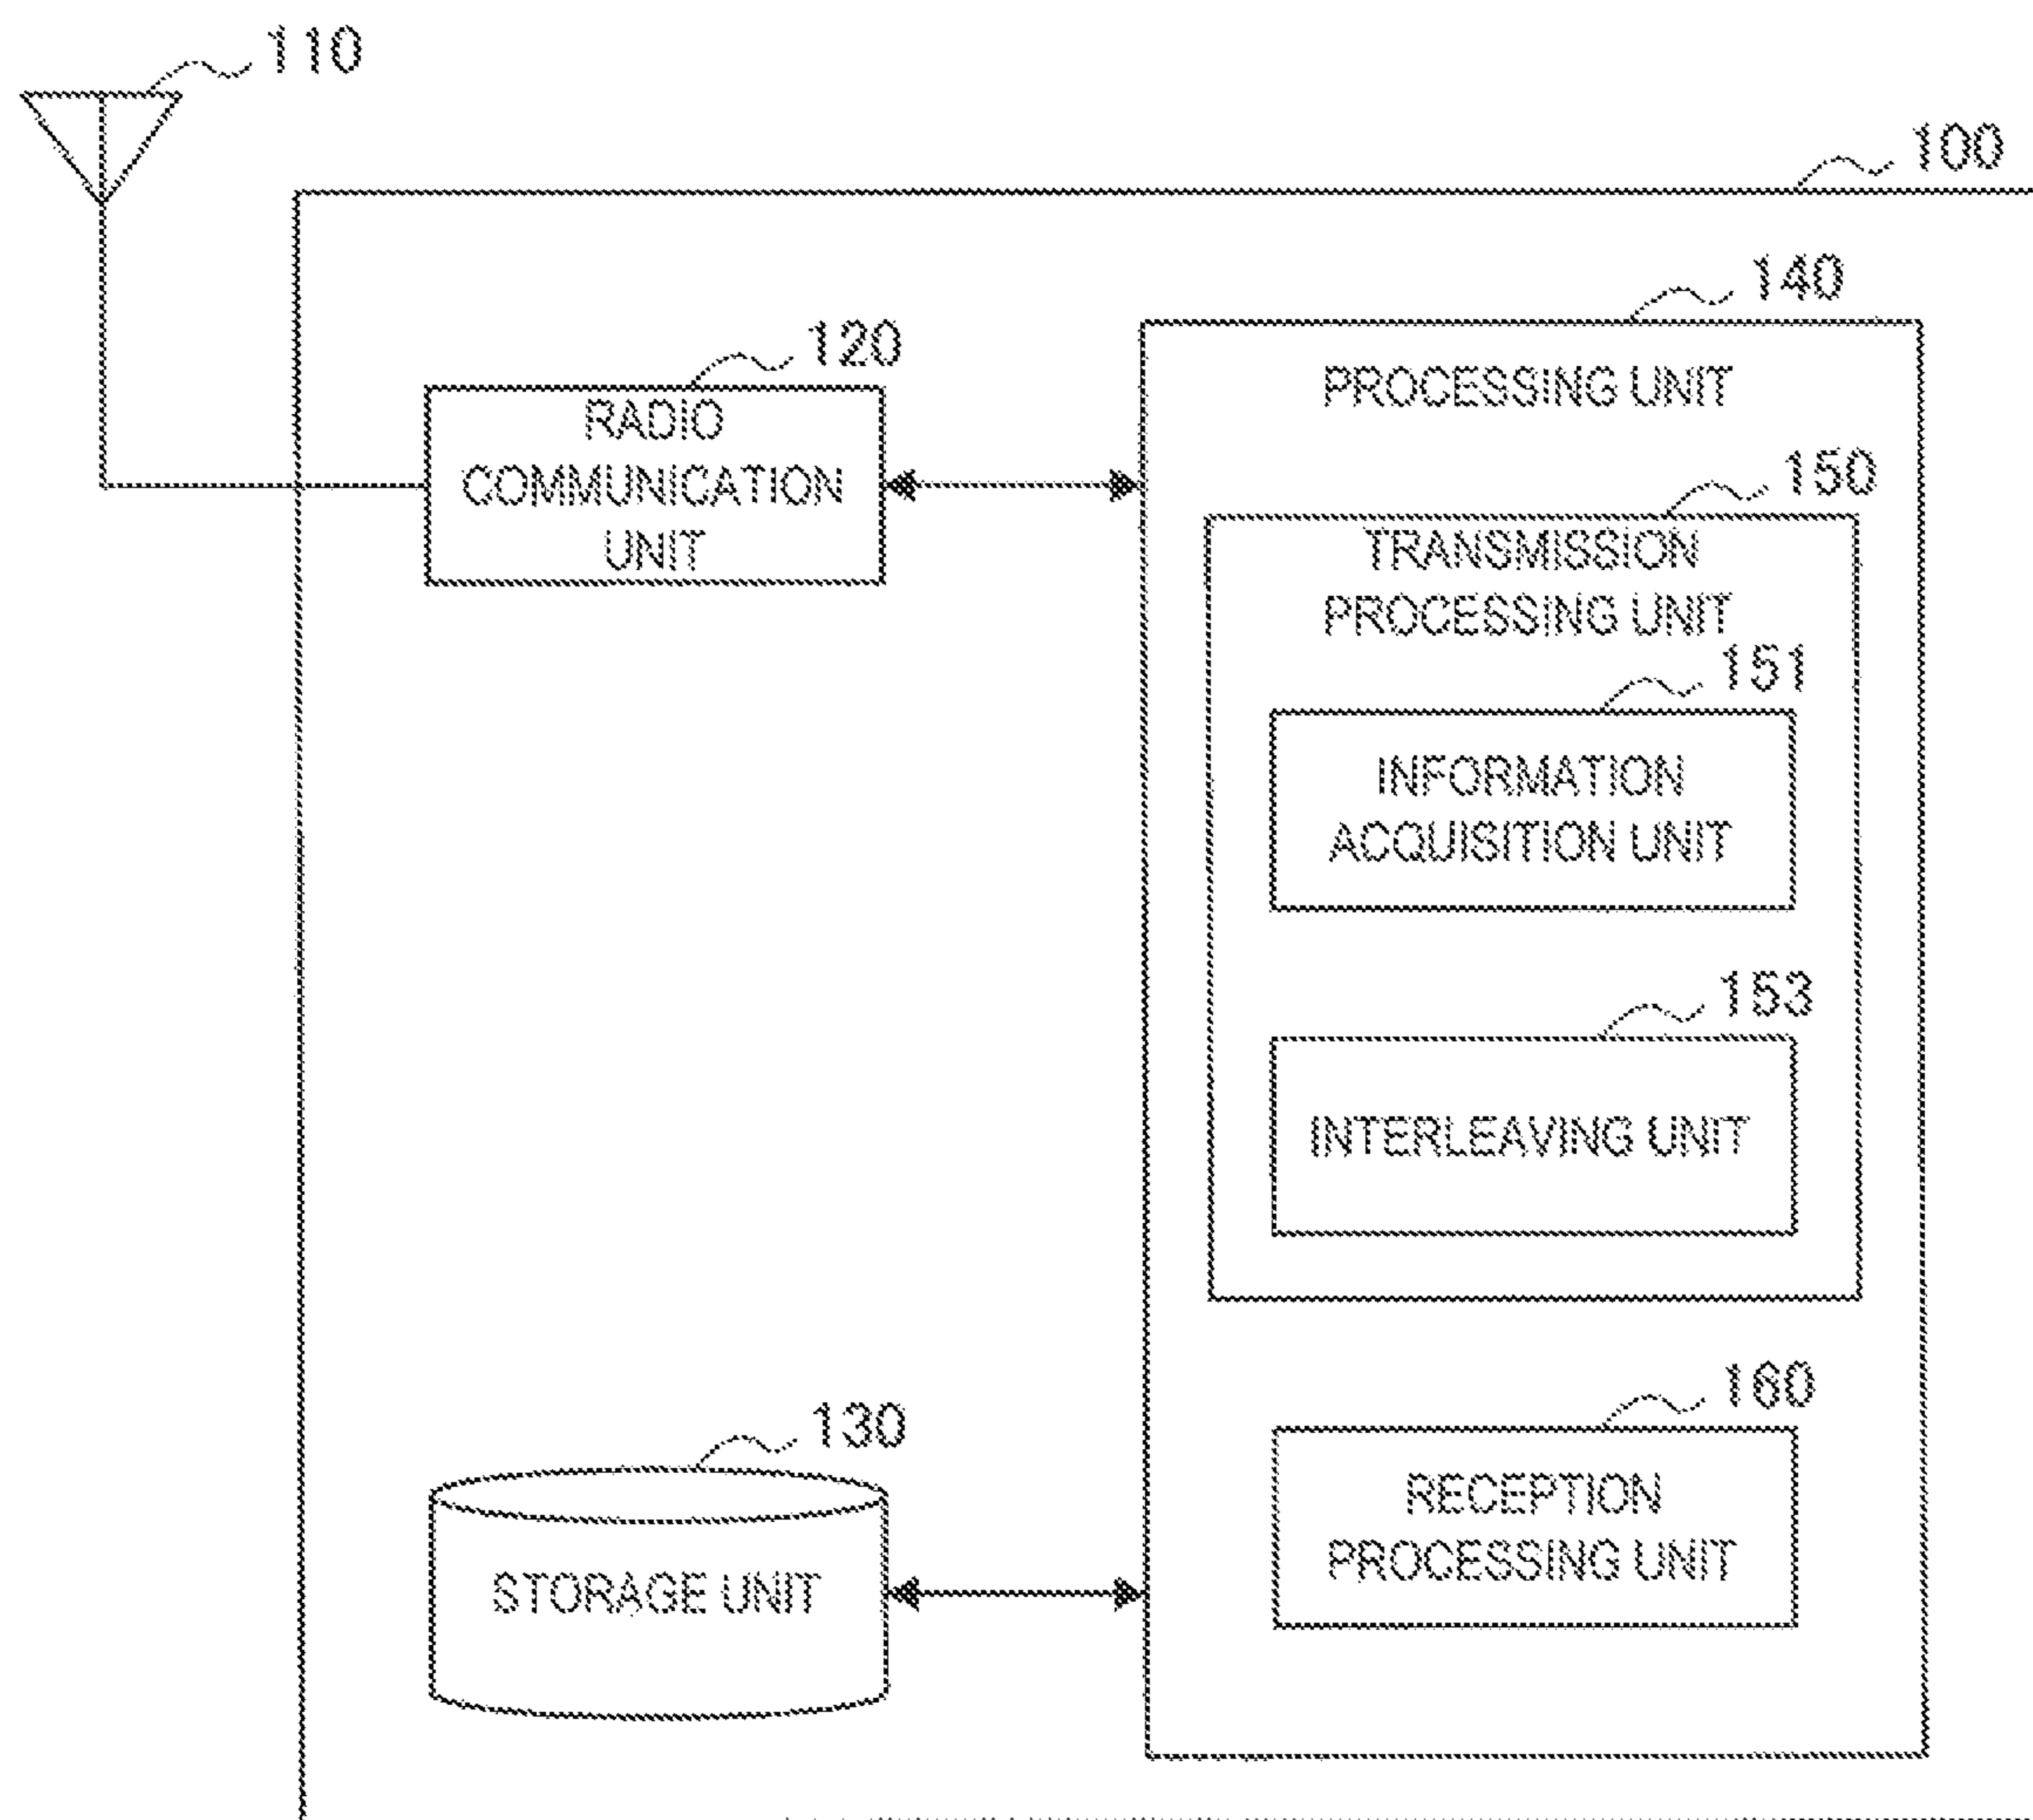 110
100
140
120
PROCESSING UNIT
RADIO
COMMUNICATION
UNIT
150
TRANSMISSION
PROCESSING UNIT
151
INFORMATION
ACQUISITION UNIT
153
INTERLEAVING UNIT
160
RECEPTION
PROCESSING UNIT
130
STORAGE UNIT